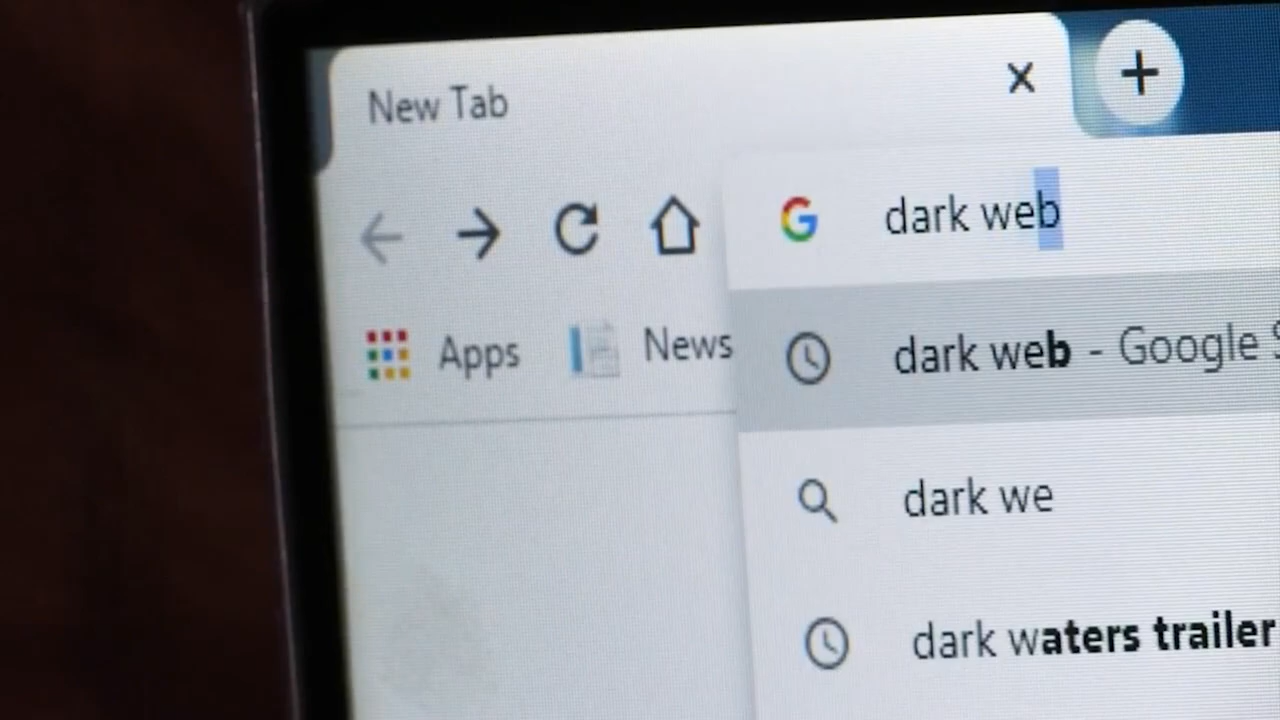 New Tab
dark web
Apps
News
dark web - Google
dark we
dark waters trailer